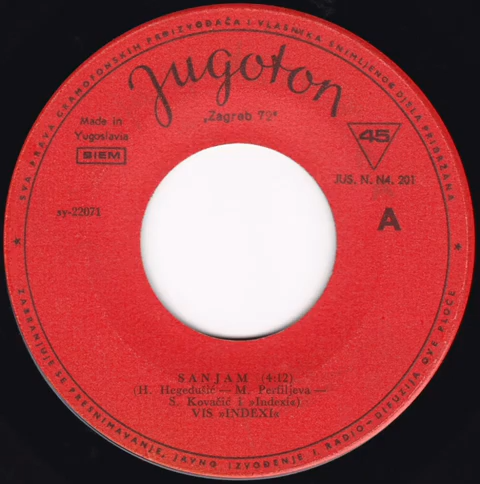 SVA PRAVA GRAMOFONSKIH PROIZVOĐAČA I VLASNIKA SNIMLJENOG DJELA PRIDRŽANA
Jugoton
„Zagreb 72“
Made in
Yugoslavia
SIEM
45
JUS. N. N4. 201
sy-22071
A
SANJAM (4:12)
(H. Hegedušić — M. Perfiljeva —
S. Kovačić i »Indexi«)
VIS »INDEXI«
ZABRANJUJE SE PRESNIMAVANJE, JAVNO IZVOĐENJE I RADIO-DIFUZIJA OVE PLOČE